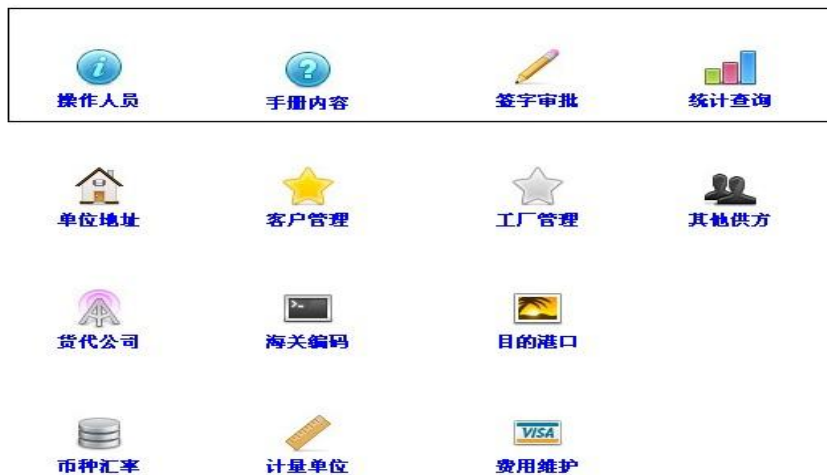 操作人员 手册内容 签字审批 统计查询
单位地址 客户管理 工厂管理 其他供方
货代公司 海关编码 目的港口
VISA
币种汇率 计量单位 费用维护